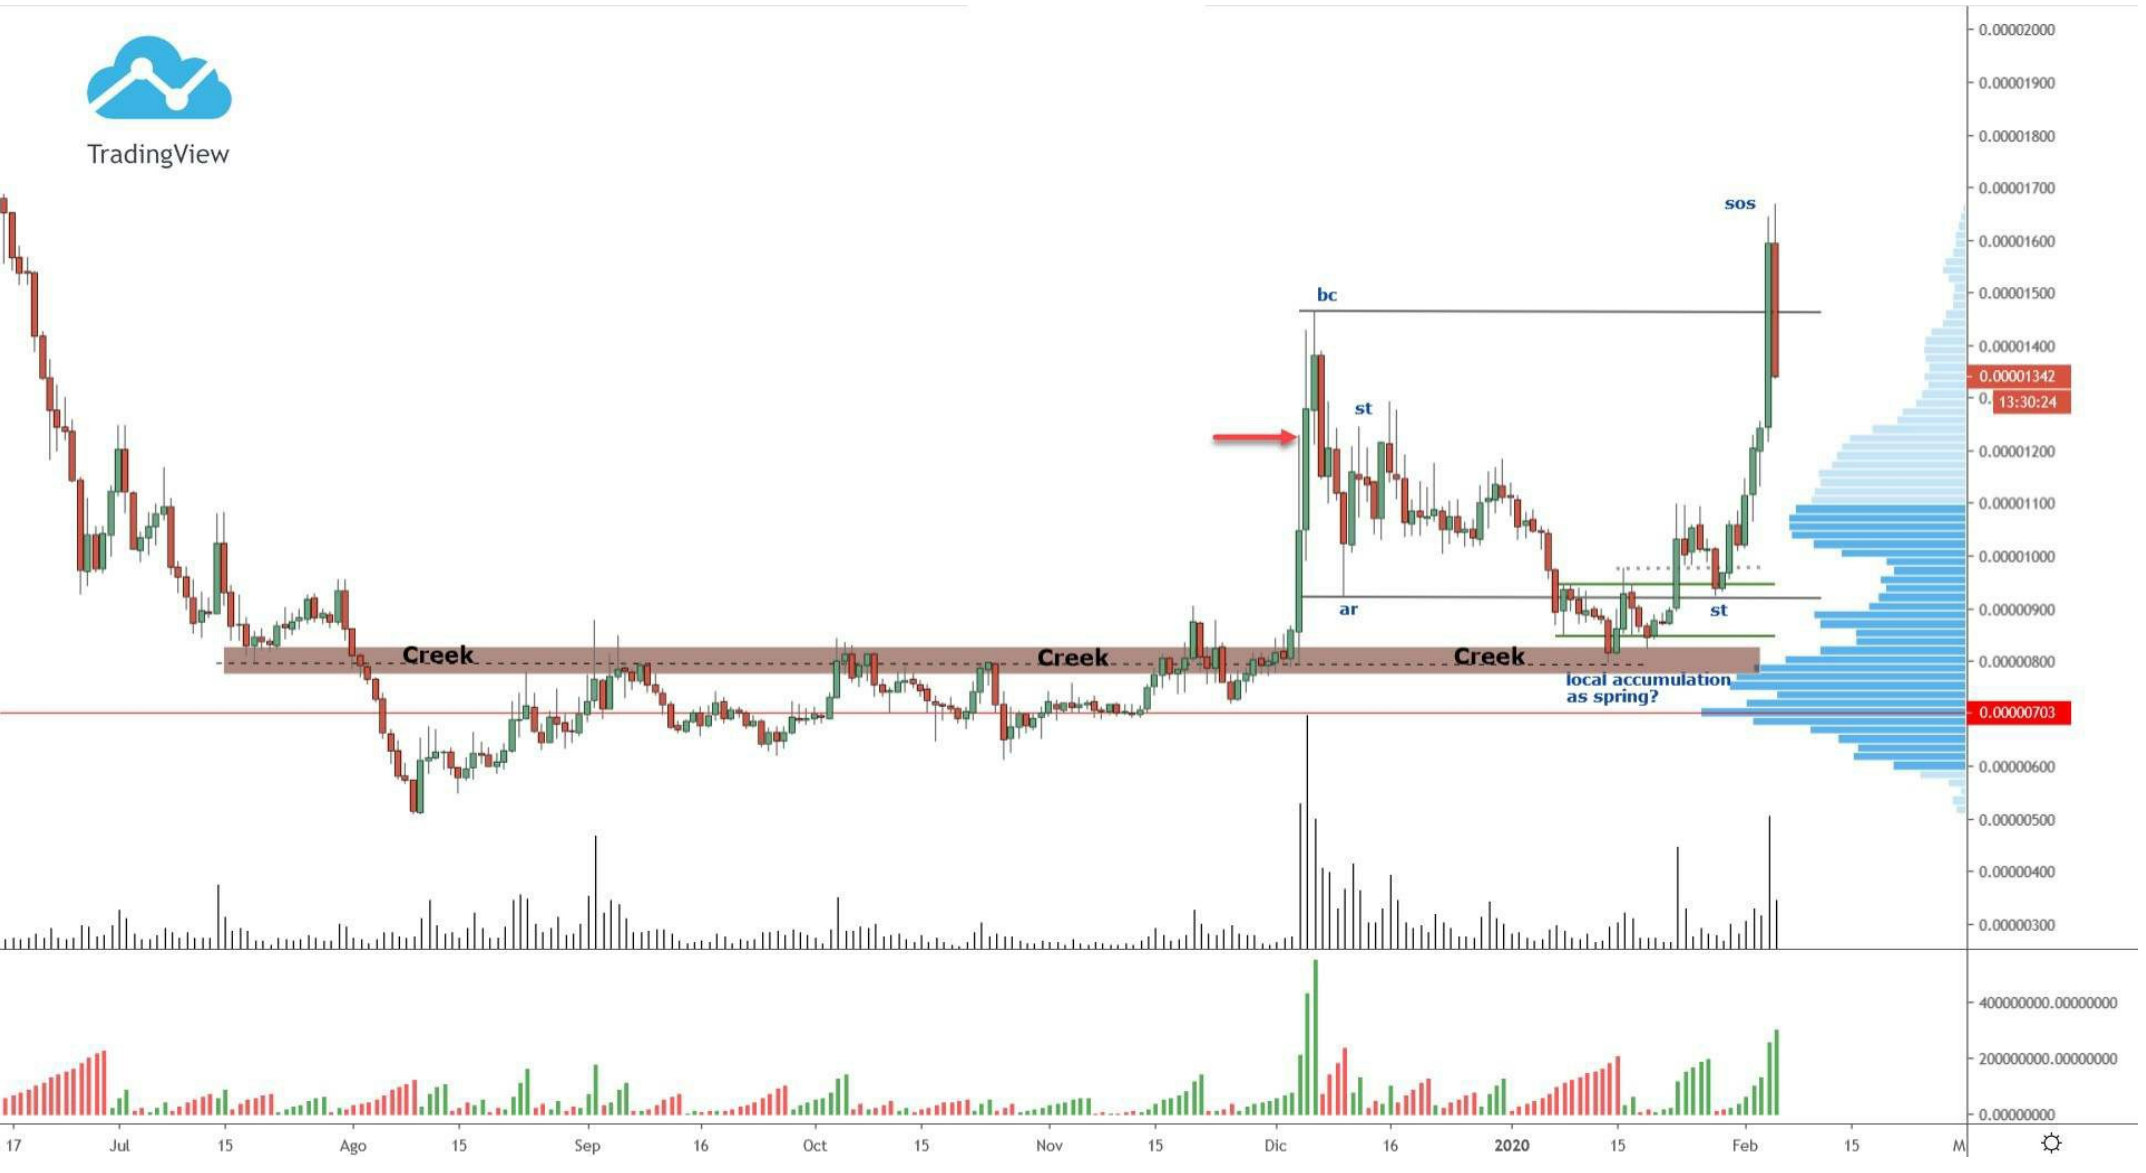 TradingView
0.00002000
0.00001900
0.00001800
0.00001700
0.00001600
0.00001500
0.00001400
0.00001342
0.
13:30:24
0.00001200
0.00001100
0.00001000
0.00000900
0.00000800
0.00000703
0.00000600
0.00000500
0.00000400
0.00000300
400000000.00000000
200000000.00000000
0.00000000
sos
bc
st
ar
st
Creek
Creek
Creek
local accumulation
as spring?
17 Jul 15 Ago 15 Sep 16 Oct 15 Nov 15 Dic 16 2020 15 Feb 15 M